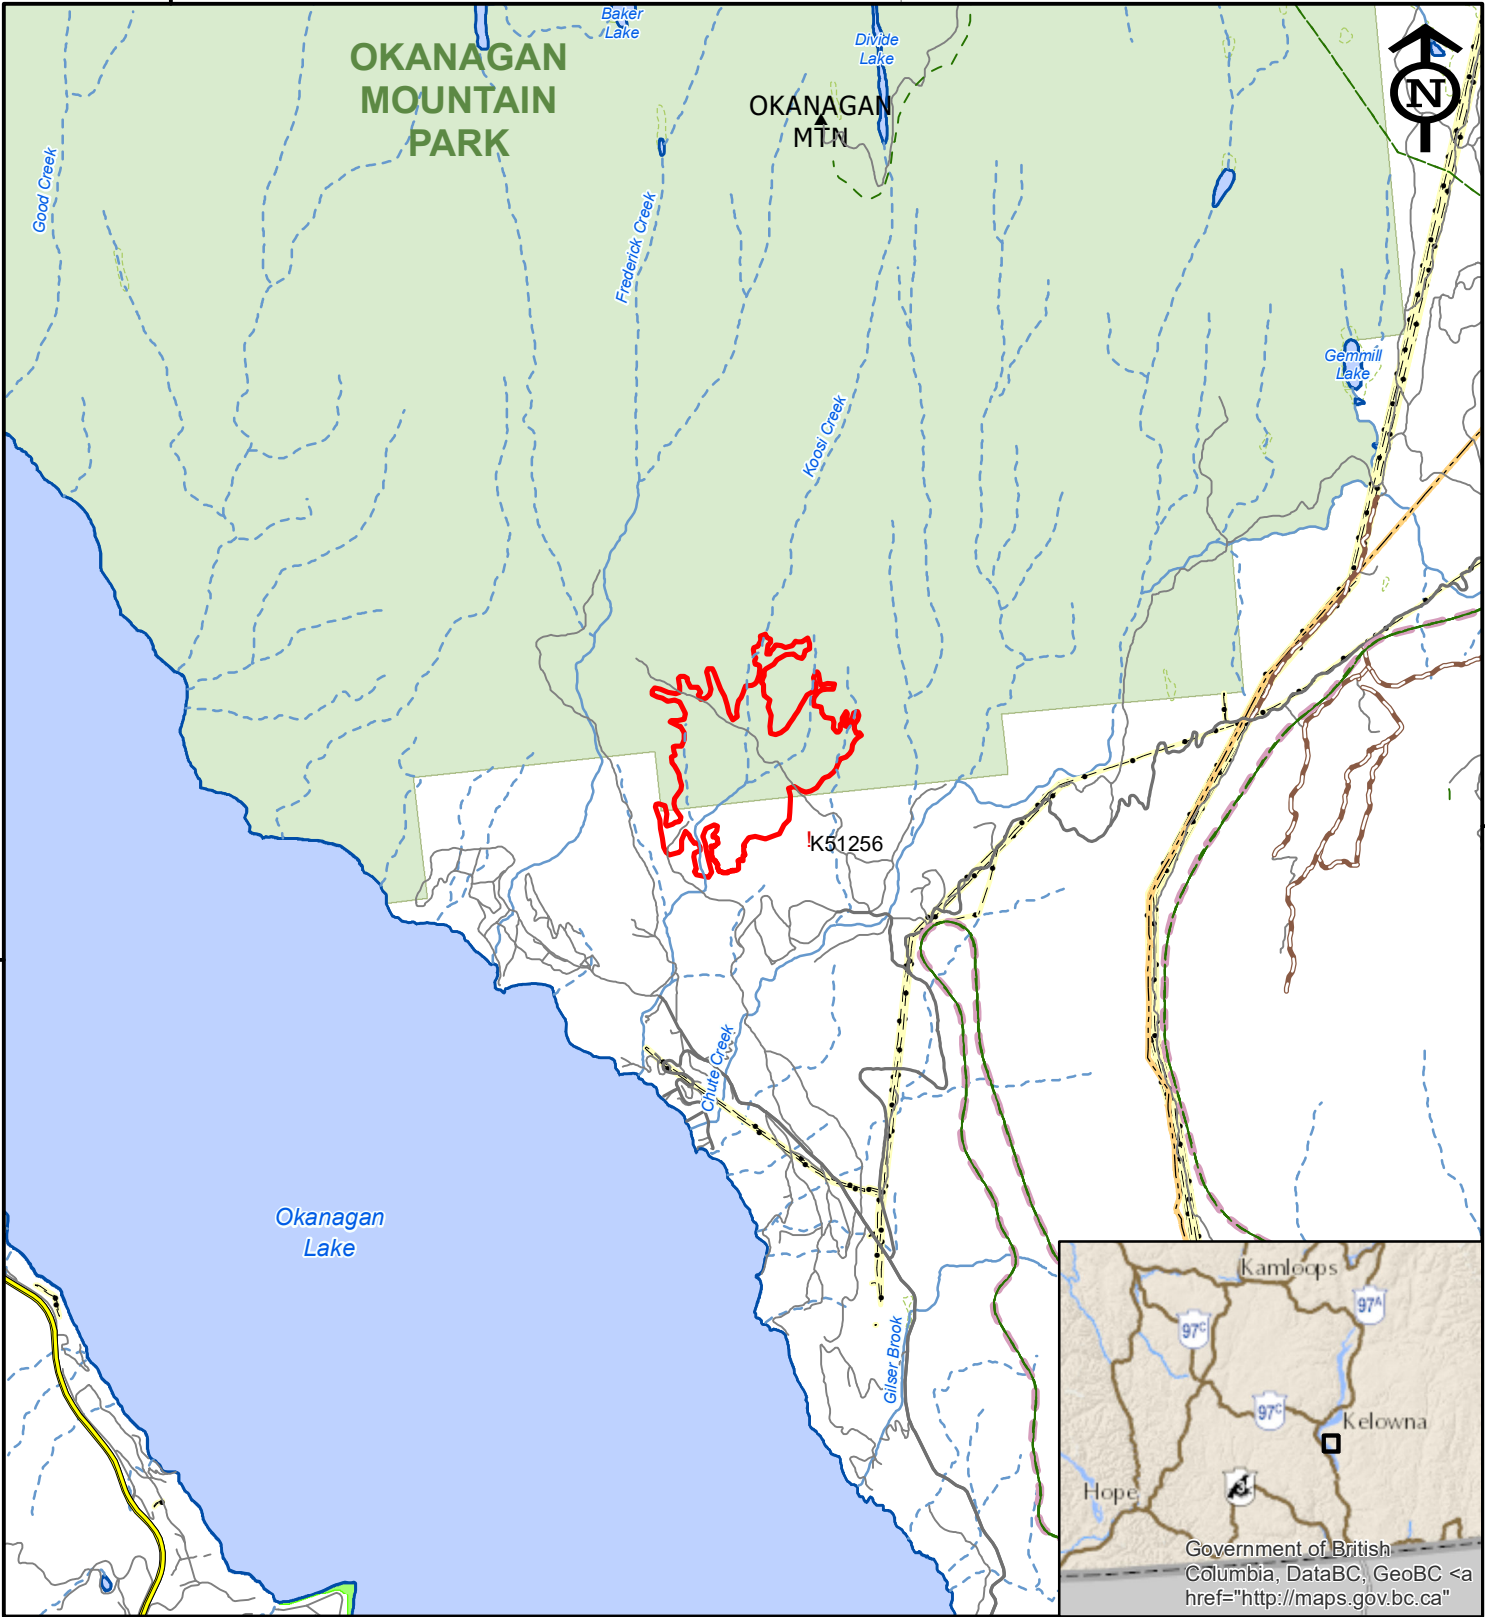 Baker
Lake
Divide
Lake
OKANAGAN
MOUNTAIN
PARK
OKANAGAN
MTN
N
Good Creek
Frederick Creek
Gemmill
Lake
Koosi Creek
!K51256
Chute Creek
Okanagan
Lake
Gilser Brook
Kamloops
97A
97C
97C
Kelowna
3
Hope
Government of British
Columbia, DataBC, GeoBC <a
href="http://maps.gov.bc.ca"